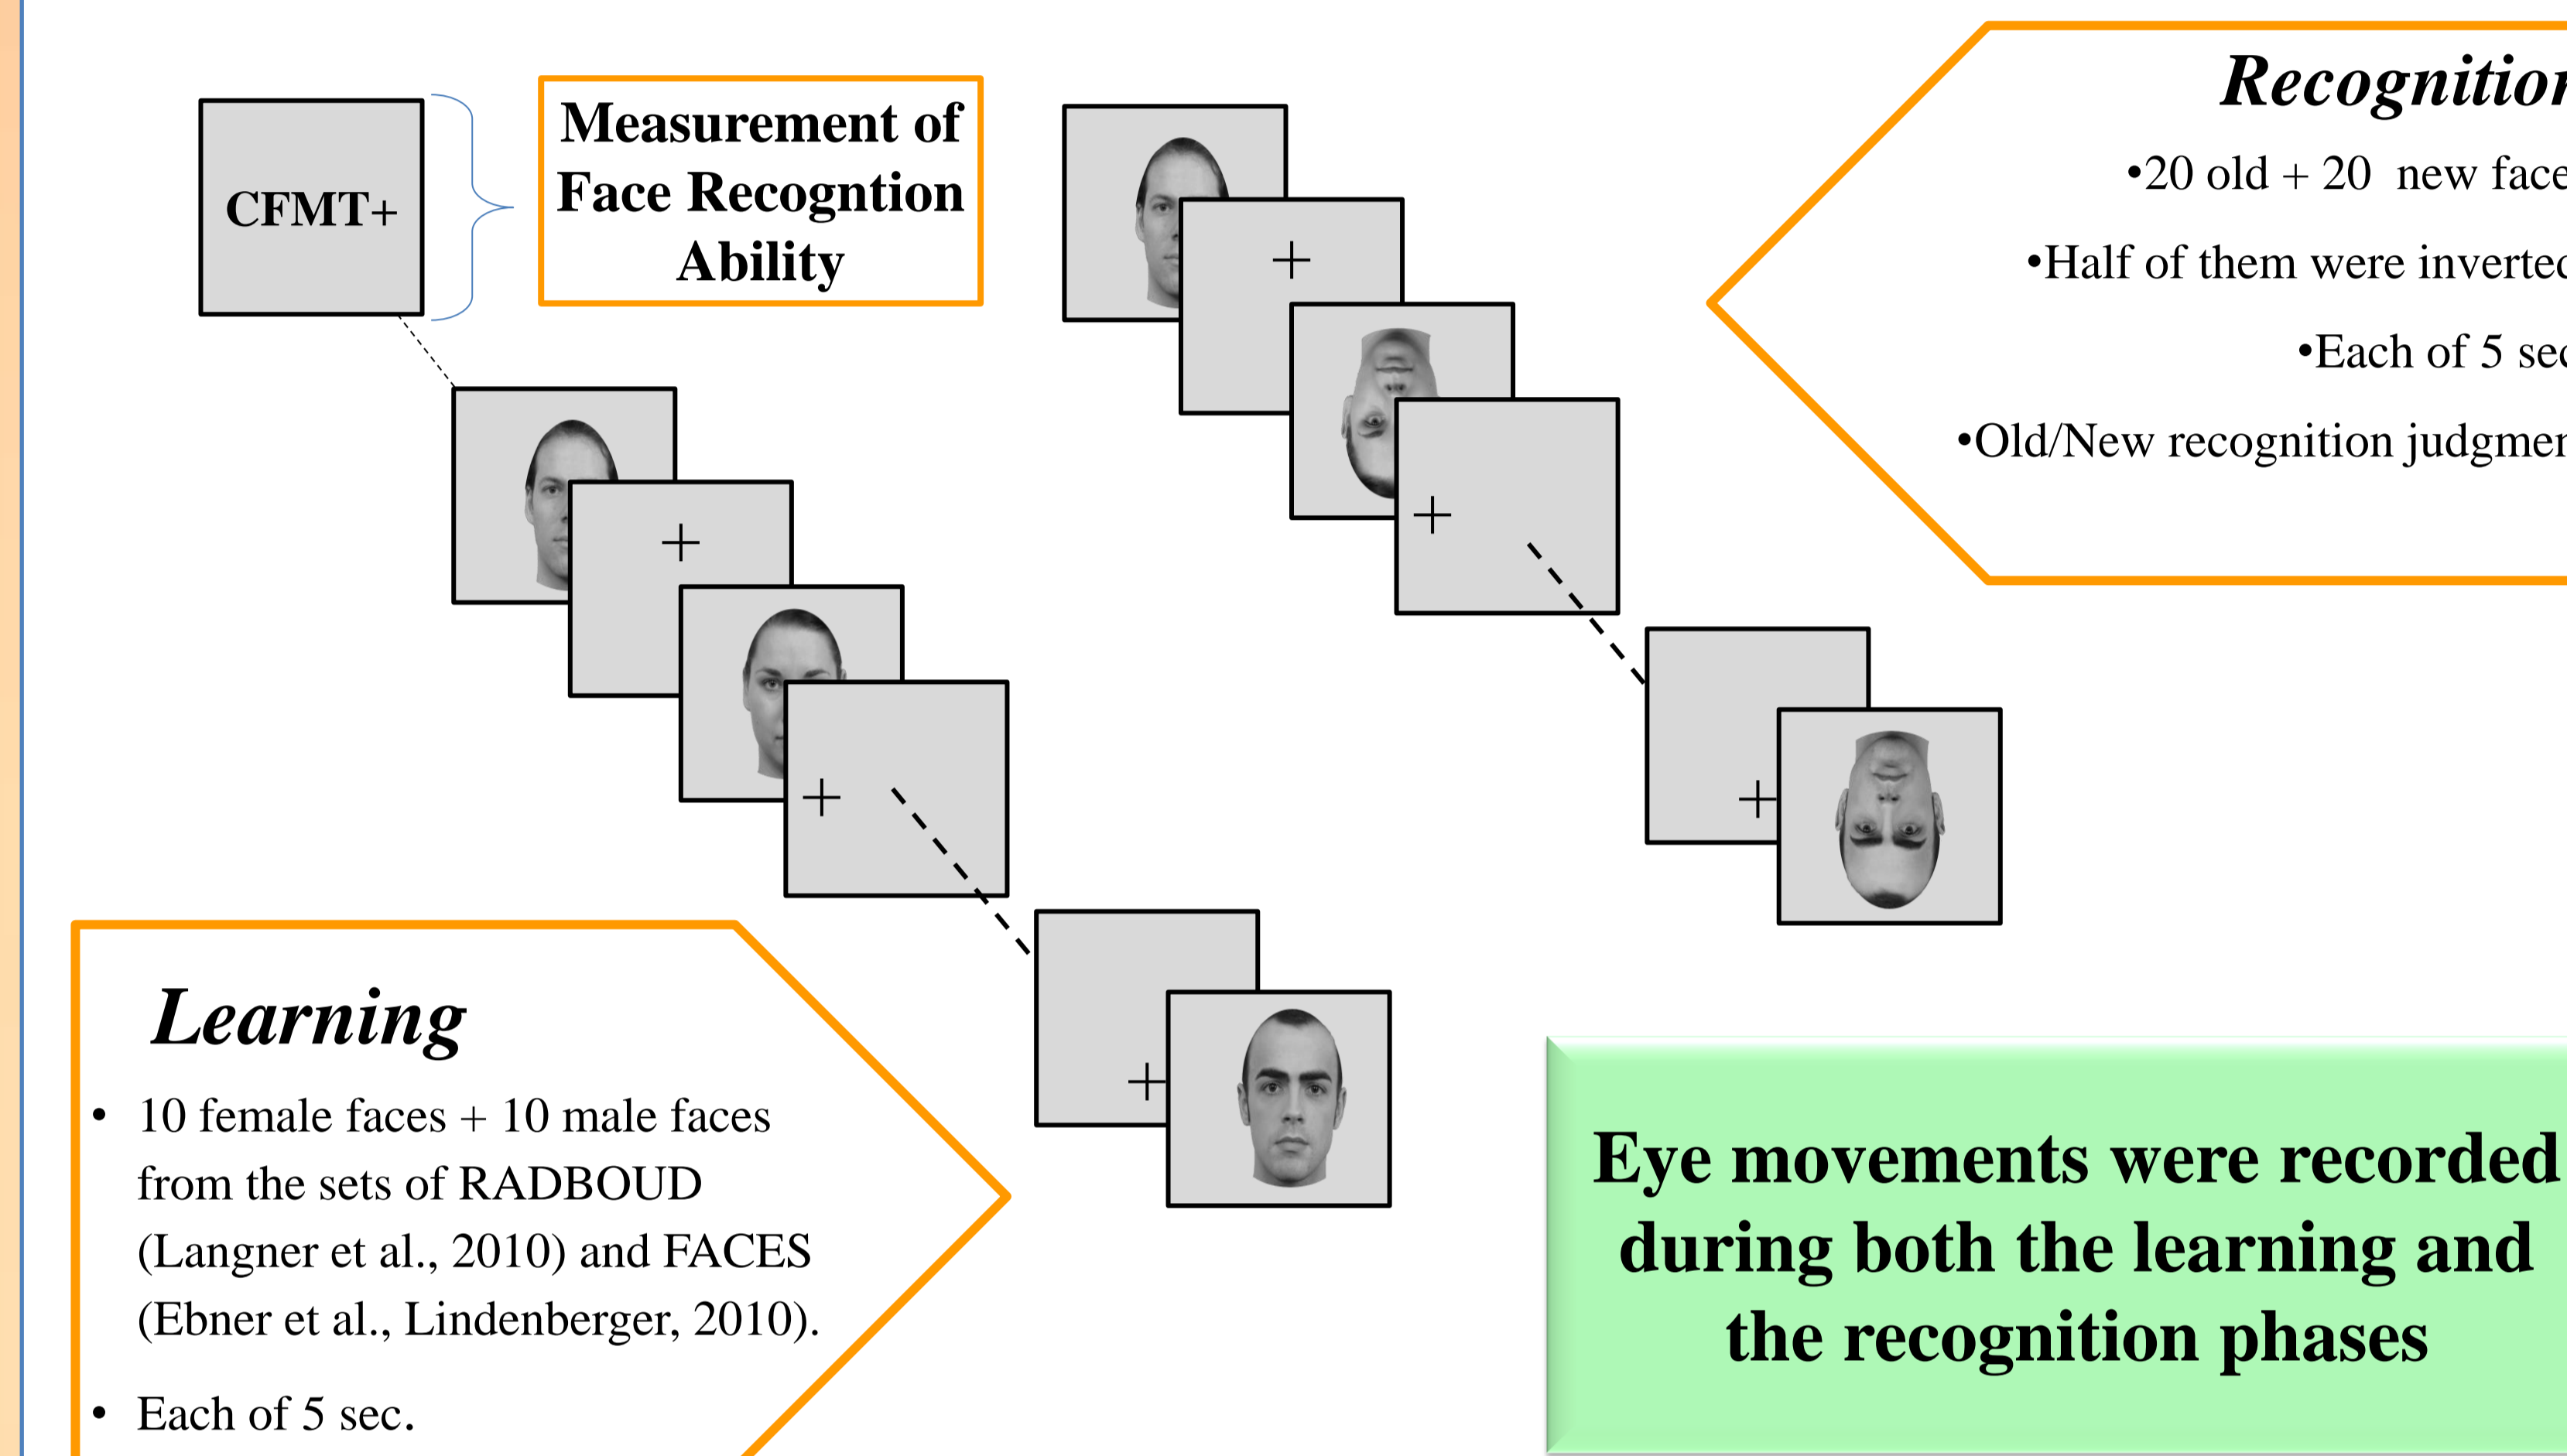 CFMT+
Measurement of
Face Recogntion
Ability
Recognition
•20 old + 20 new face
•Half of them were inverted
•Each of 5 sec
•Old/New recognition
Learning
• 10 female faces + 10 male faces
from the sets of RADBOUD
(Langner et al., 2010) and FACES
(Ebner et al., Lindenberger, 2010).
• Each of 5 sec.
Eye movements were recorded
during both the learning and
the recognition phases